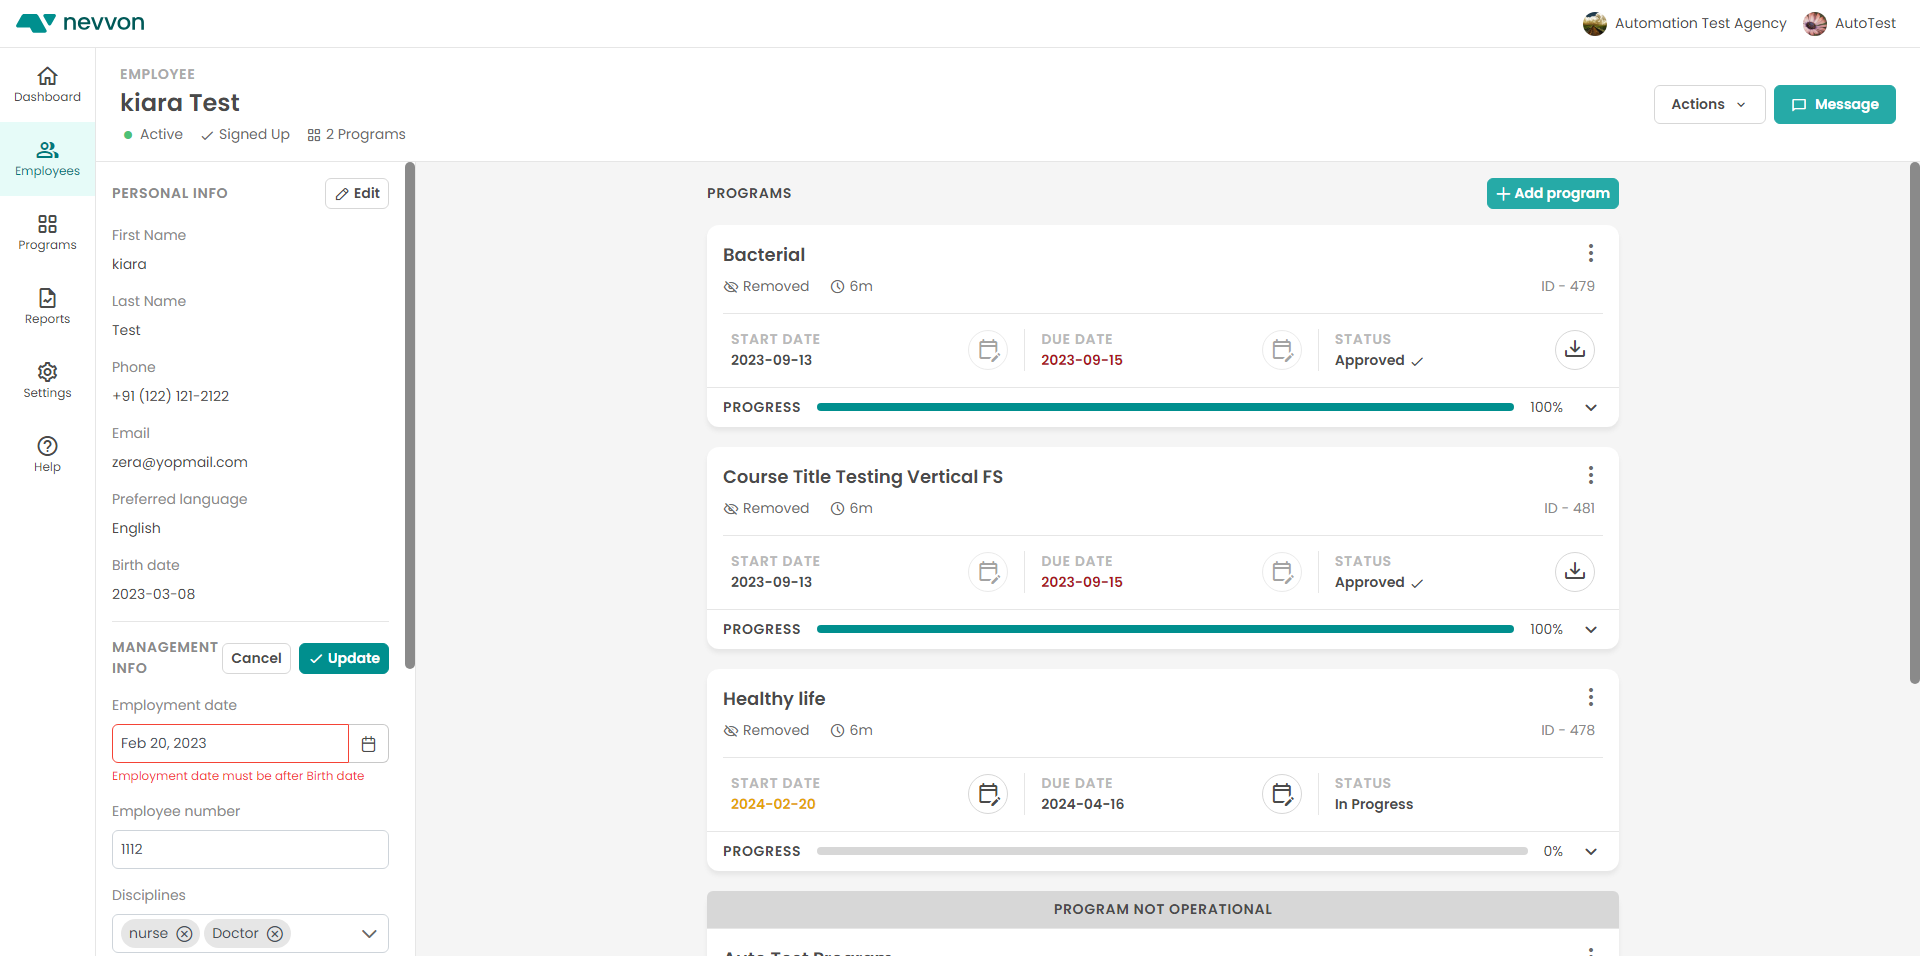 nevvon
Automation Test Agency
AutoTest
Dashboard
Employees
Programs
Reports
Settings
Help
EMPLOYEE
kiara Test
Active Signed Up 2 Programs
Actions
Message
PERSONAL INFO
Edit
First Name
kiara
Last Name
Test
Phone
+91 (122) 121-2122
Email
zera@yopmail.com
Preferred language
English
Birth date
2023-03-08
MANAGEMENT
INFO
Cancel
Update
Employment date
Feb 20, 2023
Employment date must be after Birth date
Employee number
1112
Disciplines
nurse Doctor
PROGRAMS
Add program
Bacterial
Removed 6m
ID - 479
START DATE
2023-09-13
DUE DATE
2023-09-15
STATUS
Approved
PROGRESS 100%
Course Title Testing Vertical FS
Removed 6m
ID - 481
START DATE
2023-09-13
DUE DATE
2023-09-15
STATUS
Approved
PROGRESS 100%
Healthy life
Removed 6m
ID - 478
START DATE
2024-02-20
DUE DATE
2024-04-16
STATUS
In Progress
PROGRESS 0%
PROGRAM NOT OPERATIONAL
Auto Test Program